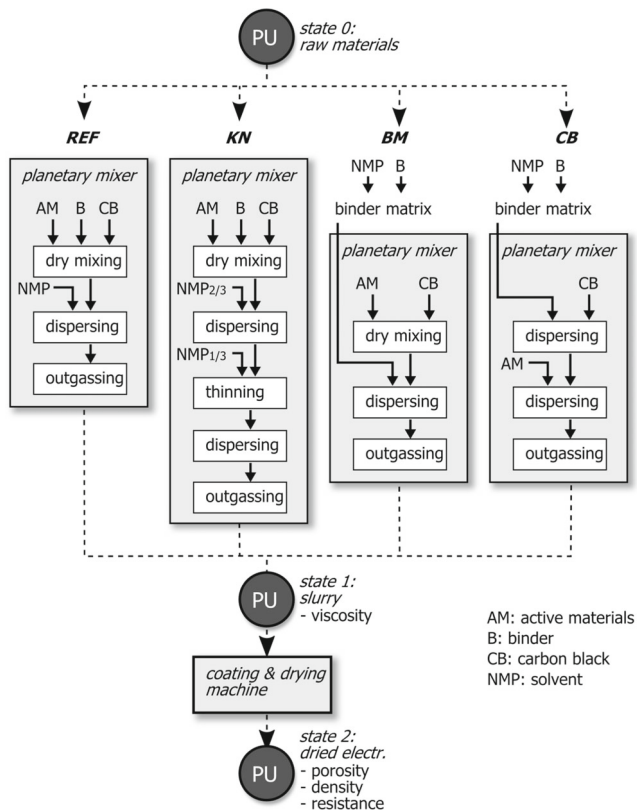 PU
state 0:
raw materials
REF
planetary mixer
AM B CB
dry mixing
NMP
dispersing
outgassing
KN
planetary mixer
AM B CB
dry mixing
NMP2/3
dispersing
NMP1/3
thinning
dispersing
outgassing
BM
NMP B
binder matrix
planetary mixer
AM CB
dry mixing
dispersing
outgassing
CB
NMP B
binder matrix
planetary mixer
CB
dispersing
AM
dispersing
outgassing
PU
state 1:
slurry
- viscosity
coating & drying
machine
PU
state 2:
dried electr.
- porosity
- density
- resistance
AM: active materials
B: binder
CB: carbon black
NMP: solvent